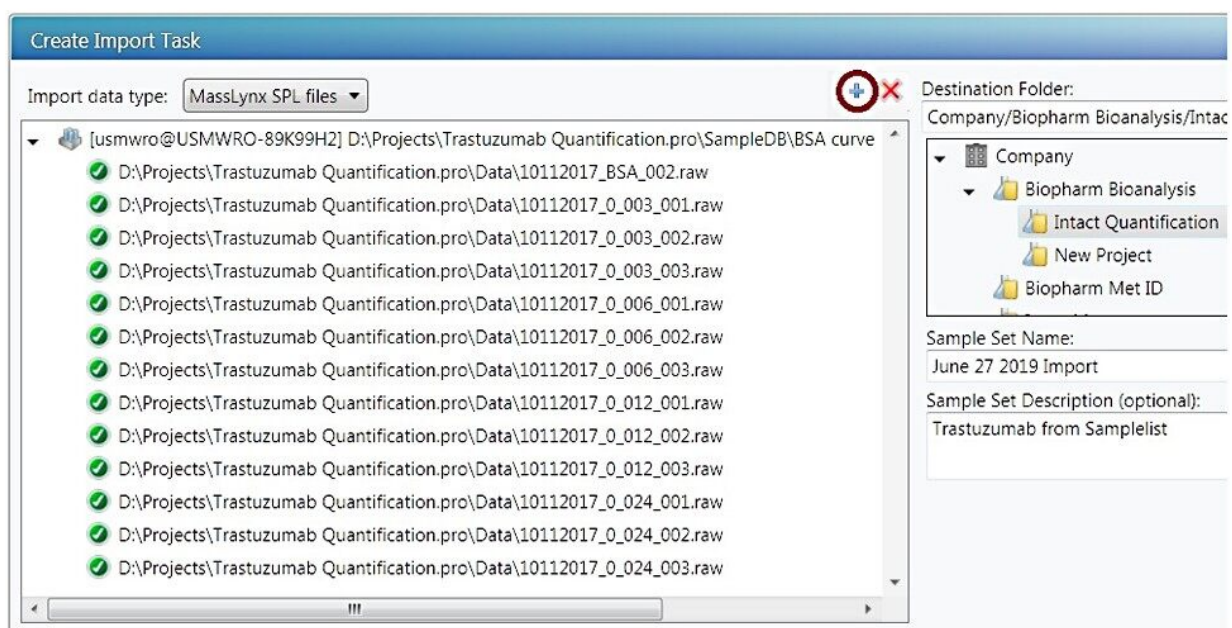 Create Import Task
Import data type:
MassLynx SPL files
[usmwro@USMWRO-89K99H2] D:\Projects\Trastuzumab Quantification.pro\SampleDB\BSA curve
D:\Projects\Trastuzumab Quantification.pro\Data\10112017_BSA_002.raw
D:\Projects\Trastuzumab Quantification.pro\Data\10112017_0_003_001.raw
D:\Projects\Trastuzumab Quantification.pro\Data\10112017_0_003_002.raw
D:\Projects\Trastuzumab Quantification.pro\Data\10112017_0_003_003.raw
D:\Projects\Trastuzumab Quantification.pro\Data\10112017_0_006_001.raw
D:\Projects\Trastuzumab Quantification.pro\Data\10112017_0_006_002.raw
D:\Projects\Trastuzumab Quantification.pro\Data\10112017_0_006_003.raw
D:\Projects\Trastuzumab Quantification.pro\Data\10112017_0_012_001.raw
D:\Projects\Trastuzumab Quantification.pro\Data\10112017_0_012_002.raw
D:\Projects\Trastuzumab Quantification.pro\Data\10112017_0_012_003.raw
D:\Projects\Trastuzumab Quantification.pro\Data\10112017_0_024_001.raw
D:\Projects\Trastuzumab Quantification.pro\Data\10112017_0_024_002.raw
D:\Projects\Trastuzumab Quantification.pro\Data\10112017_0_024_003.raw
Destination Folder:
Company/Biopharm Bioanalysis/Intac
Company
Biopharm Bioanalysis
Intact Quantification
New Project
Biopharm Met ID
Sample Set Name:
June 27 2019 Import
Sample Set Description (optional):
Trastuzumab from Samplelist